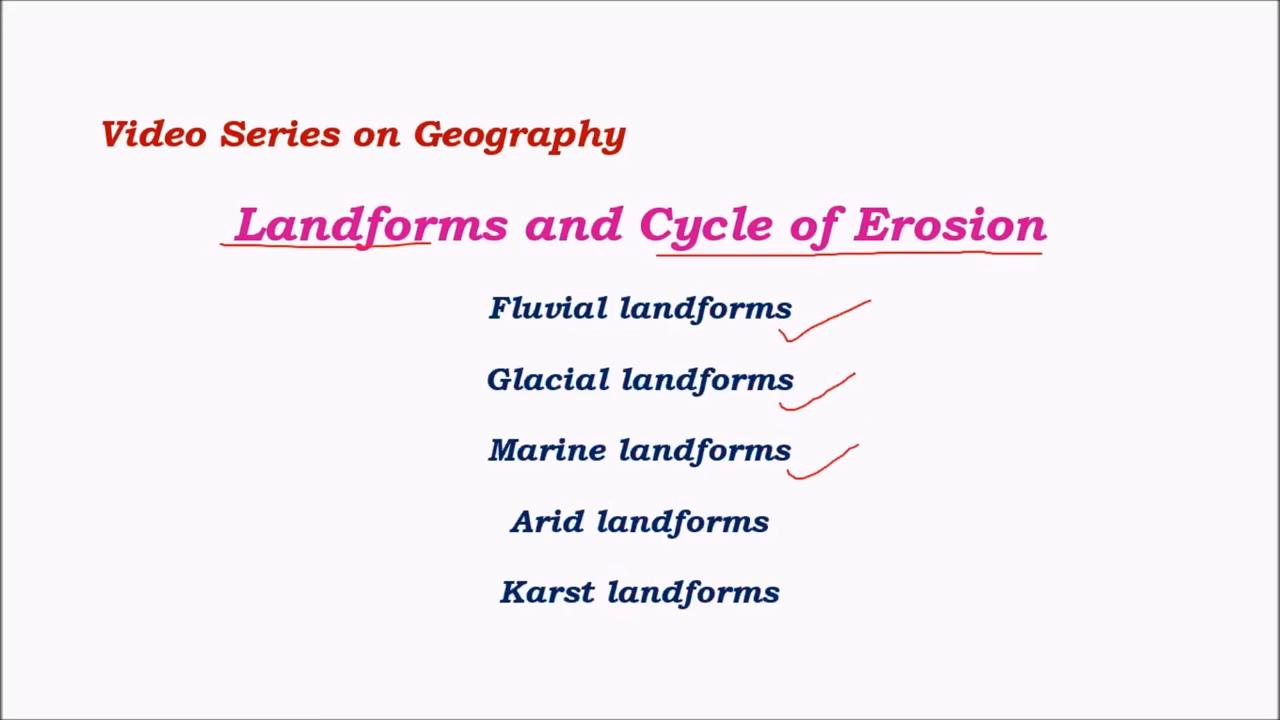 Video Series on Geography
Landforms and Cycle of Erosion
Fluvial landforms
Glacial landforms
Marine landforms
Arid landforms
Karst landforms